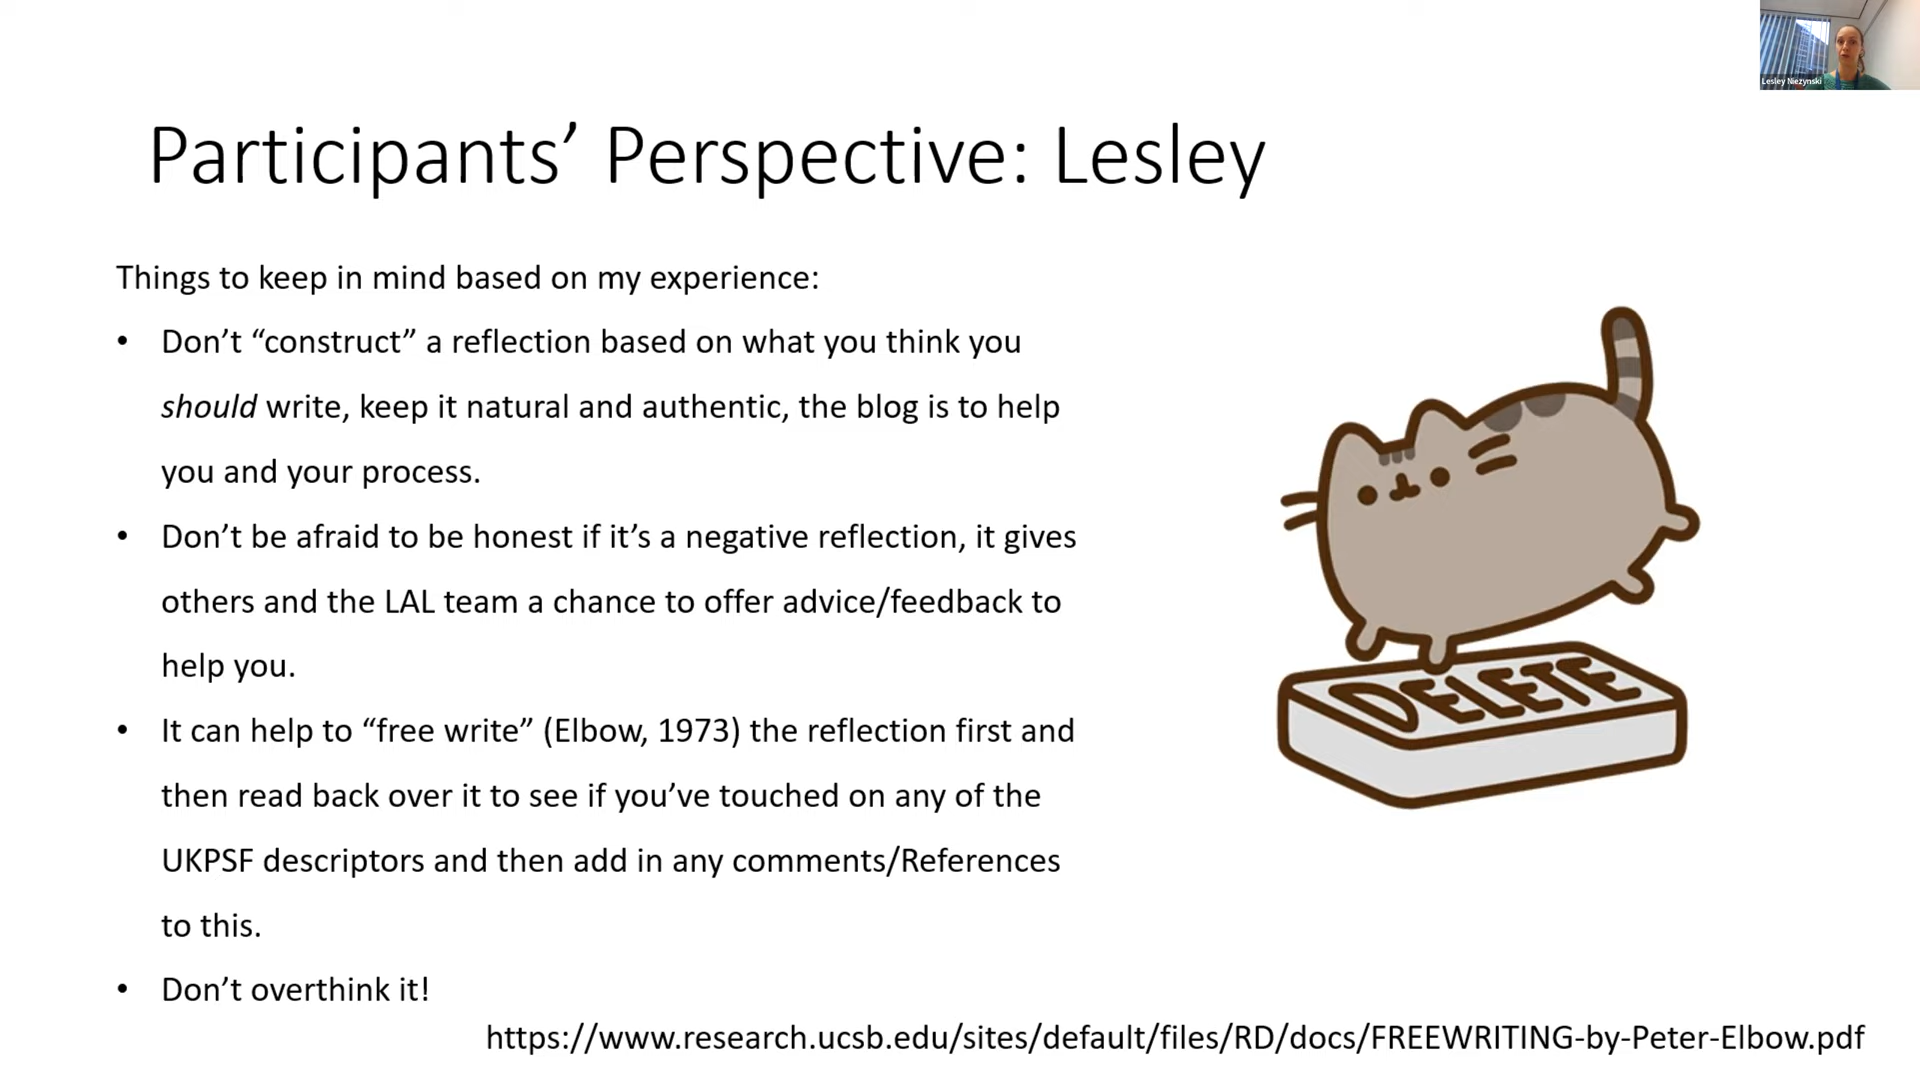 Lesley Niezynski
Participants’ Perspective: Lesley
Things to keep in mind based on my experience:
• Don’t “construct” a reflection based on what you think you
should write, keep it natural and authentic, the blog is to help
you and your process.
• Don’t be afraid to be honest if it’s a negative reflection, it gives
others and the LAL team a chance to offer advice/feedback to
help you.
• It can help to “free write” (Elbow, 1973) the reflection first and
then read back over it to see if you’ve touched on any of the
UKPSF descriptors and then add in any comments/References
to this.
• Don’t overthink it!
DELETE
https://www.research.ucsb.edu/sites/default/files/RD/docs/FREEWRITING-by-Peter-Elbow.pdf